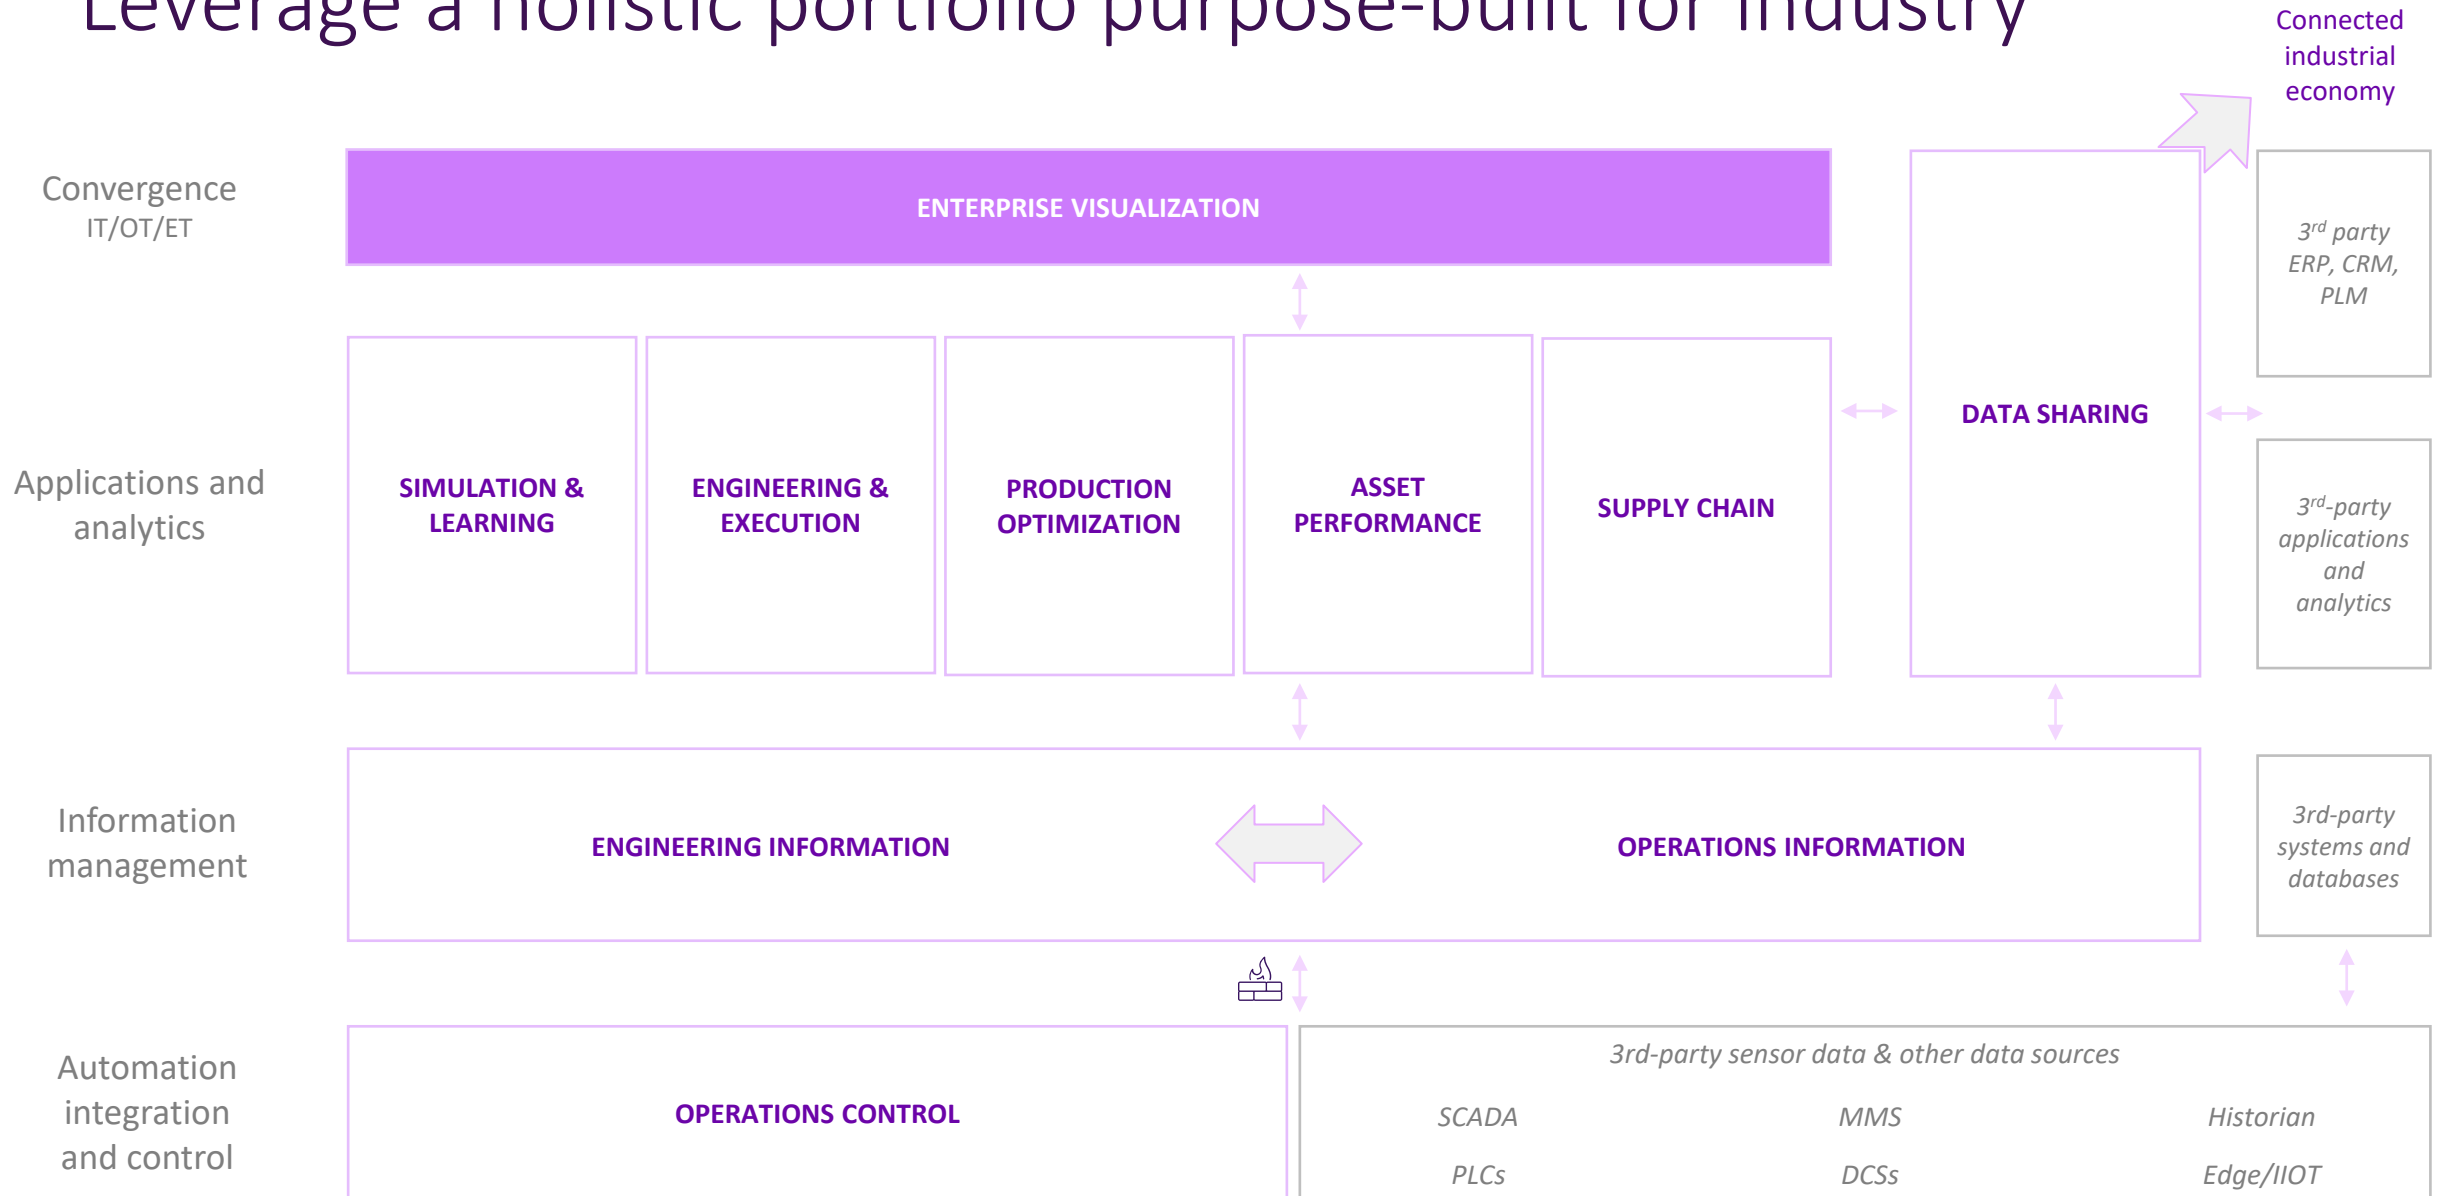 Leverage a holistic portfolio purpose-built for industry
Connected
industrial
economy
Convergence
IT/OT/ET
ENTERPRISE VISUALIZATION
3rd party
ERP, CRM,
PLM
DATA SHARING
Applications and
analytics
SIMULATION &
LEARNING
ENGINEERING &
EXECUTION
PRODUCTION
OPTIMIZATION
ASSET
PERFORMANCE
SUPPLY CHAIN
3rd-party
applications
and
analytics
Information
management
ENGINEERING INFORMATION
OPERATIONS INFORMATION
3rd-party
systems and
databases
Automation
integration
and control
OPERATIONS CONTROL
3rd-party sensor data & other data sources
SCADA
MMS
Historian
PLCs
DCSs
Edge/IIOT